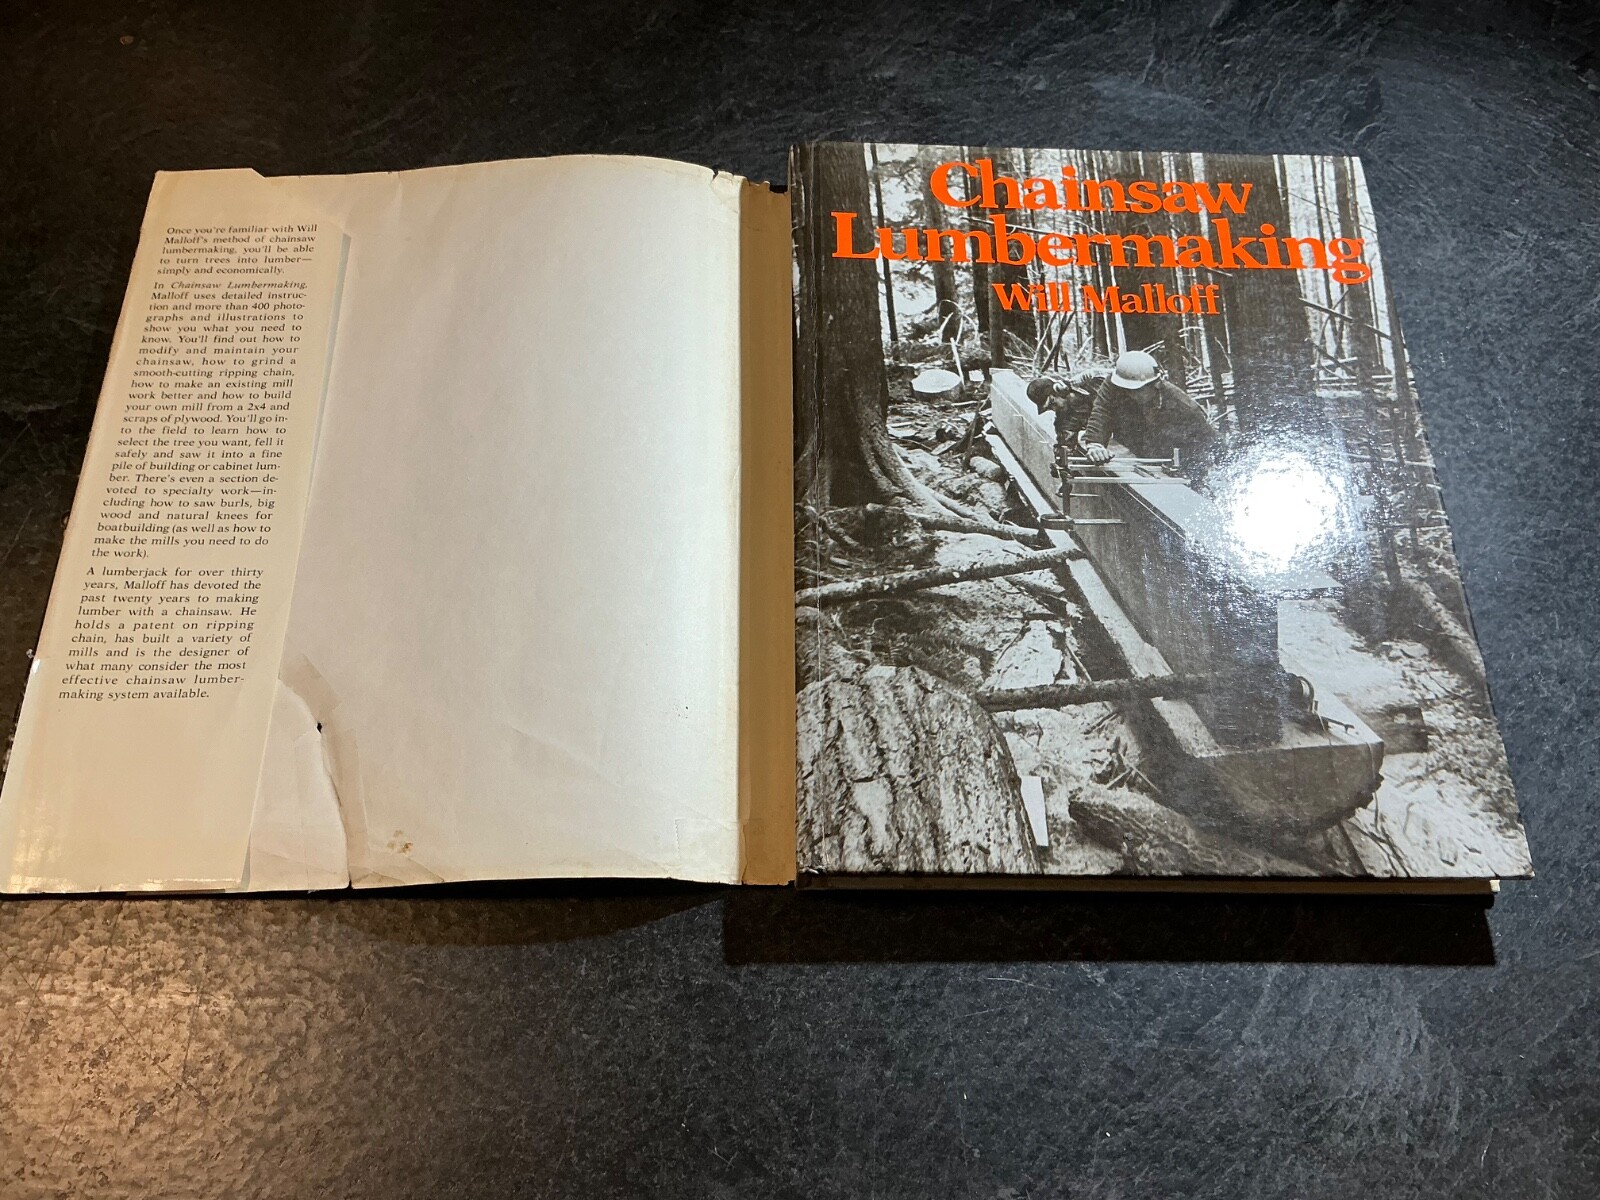 Once you're familiar with Will
Malloff's method of chainsaw
lumbermaking, you'll be able
to turn trees into lumber—
simply and economically.
In Chainsaw Lumbermaking,
Malloff uses detailed instruc-
tion and more than 400 photo-
graphs and illustrations to
show you what you need to
know. You'll find out how to
modify and maintain your
chainsaw, how to grind a
smooth-cutting ripping chain,
how to make an existing mill
work better and how to build
your own mill from a 2x4 and
scraps of plywood. You'll go in-
to the field to learn how to
select the tree you want, fell it
safely and saw it into a fine
pile of building or cabinet lum-
ber. There's even a section de-
voted to specialty work—in-
cluding how to saw burls, big
wood and natural knees for
boatbuilding (as well as how to
make the mills you need to do
the work).
A lumberjack for over thirty
years, Malloff has devoted the
past twenty years to making
lumber with a chainsaw. He
holds a patent on ripping
chain, has built a variety of
mills and is the designer of
what many consider the most
effective chainsaw lumber-
making system available.
Chainsaw
Lumbermaking
Will Malloff